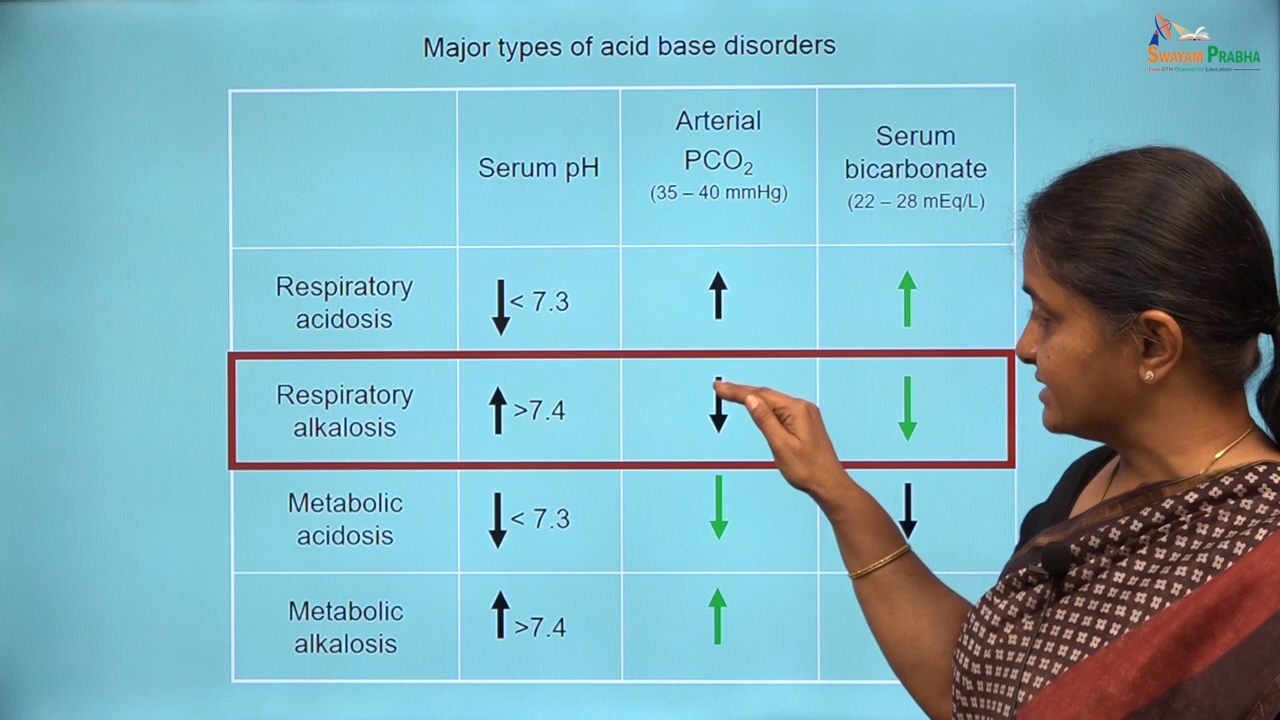 Major types of acid base disorders
SWAYAM PRABHA
Free DTH Channel for Education
Serum pH
Arterial
PCO₂
(35 – 40 mmHg)
Serum
bicarbonate
(22 – 28 mEq/L)
Respiratory
acidosis
< 7.3
Respiratory
alkalosis
>7.4
Metabolic
acidosis
< 7.3
Metabolic
alkalosis
>7.4